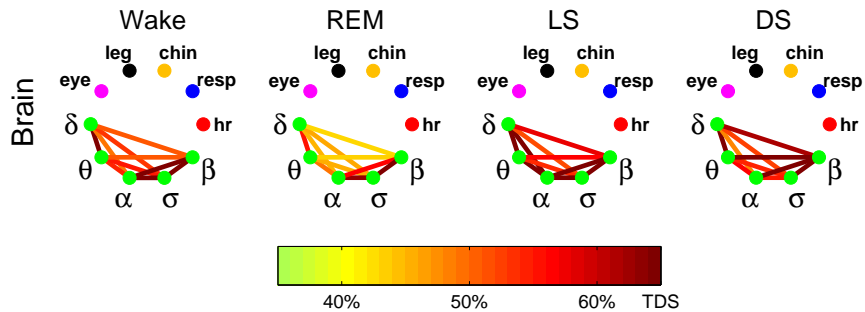 Wake REM LS DS
leg chin leg chin leg chin leg chin
eye resp eye resp eye resp eye resp
Brain
δ hr δ hr δ hr δ hr
θ β θ β θ β θ β
α σ α σ α σ α σ
40% 50% 60% TDS